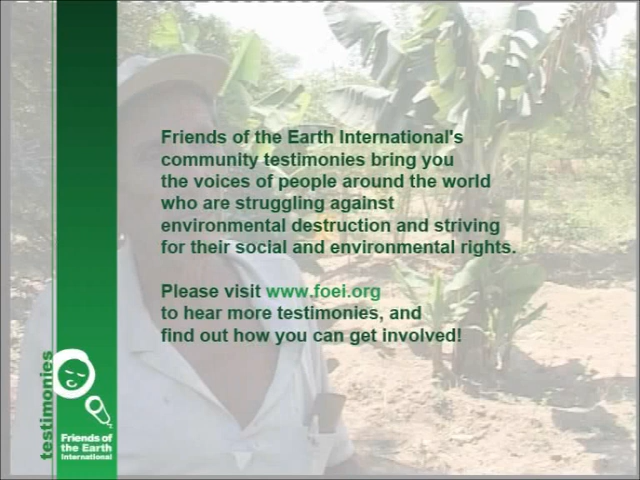 Friends of the Earth International's
community testimonies bring you
the voices of people around the world
who are struggling against
environmental destruction and striving
for their social and environmental rights.
Please visit www.foei.org
to hear more testimonies, and
find out how you can get involved!
testimonies
Friends of
the Earth
International